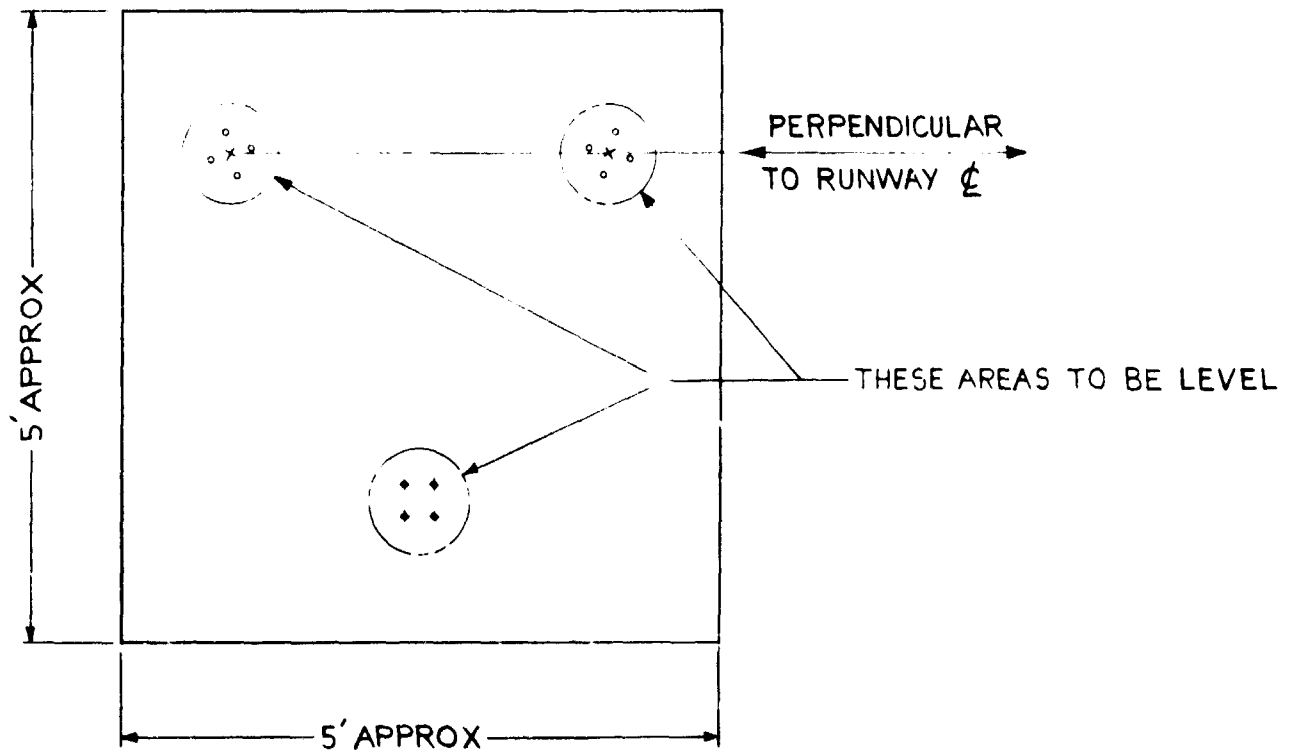 PERPENDICULAR
TO RUNWAY ℄
5' APPROX
THESE AREAS TO BE LEVEL
5' APPROX